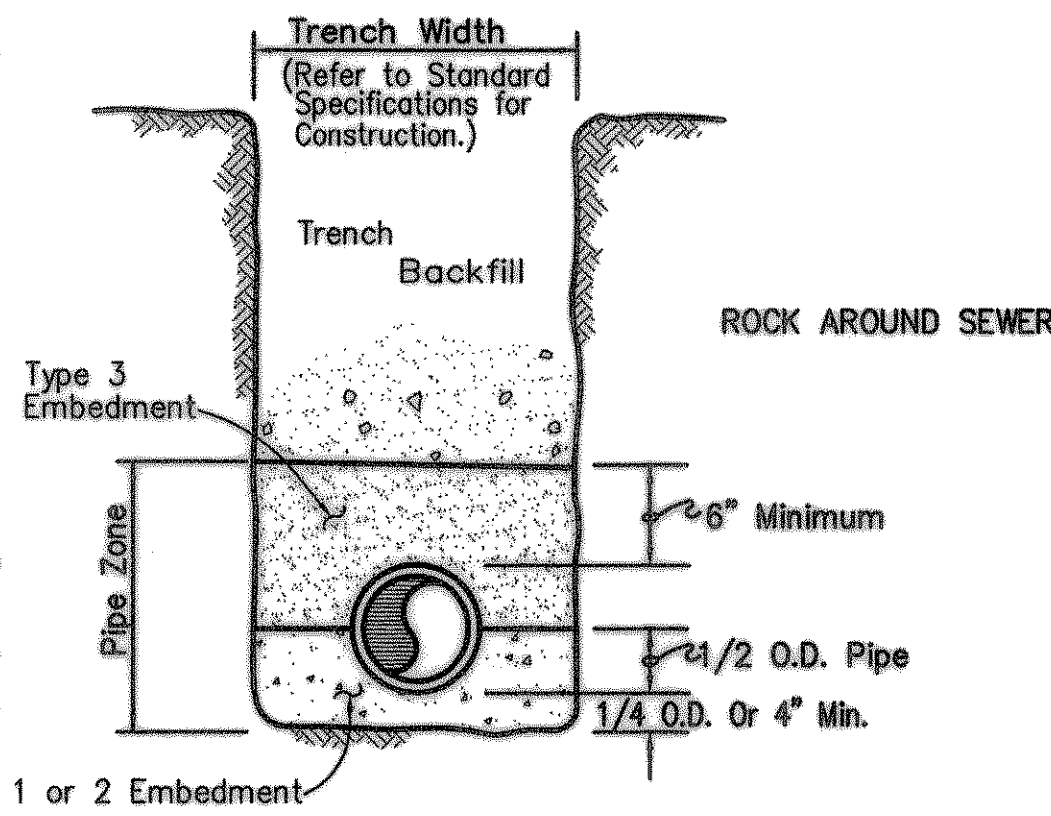 Trench Width
(Refer to Standard
Specifications for
Construction.)
Trench
Backfill
ROCK AROUND SEWER
Type 3
Embedment
Pipe Zone
6" Minimum
1/2 O.D. Pipe
1/4 O.D. Or 4" Min.
1 or 2 Embedment